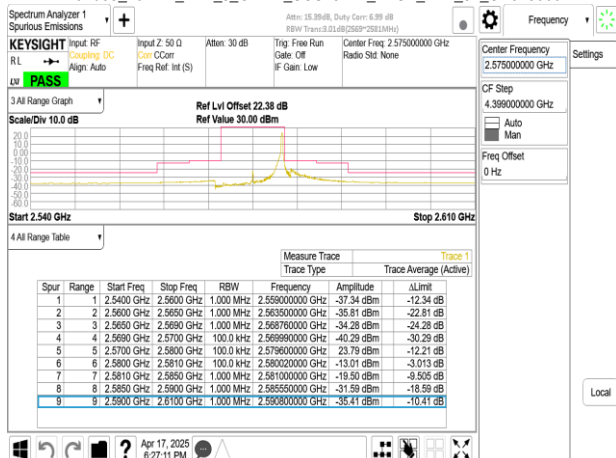 Spectrum Analyzer 1
Spurious Emissions
Attn: 15.39dB, Duty Corr: 6.99 dB
RBW Trans:3.01dB(2569~2581MHz)
Frequency
KEYSIGHT
Input: RF
Coupling: DC
Align: Auto
Input Z: 50 Ω
Corr CCorr
Freq Ref: Int (S)
Atten: 30 dB
Trig: Free Run
Gate: Off
IF Gain: Low
Center Freq: 2.575000000 GHz
Radio Std: None
RL
LXI
PASS
Center Frequency
2.575000000 GHz
Settings
CF Step
4.399000000 GHz
Auto
Man
Freq Offset
0 Hz
3 All Range Graph
Scale/Div 10.0 dB
Ref Lvl Offset 22.38 dB
Ref Value 30.00 dBm
20.0
10.0
0.00
-10.0
-20.0
-30.0
-40.0
-50.0
-60.0
Start 2.540 GHz
Stop 2.610 GHz
4 All Range Table
Measure Trace Trace 1
Trace Type Trace Average (Active)
Spur Range Start Freq Stop Freq RBW Frequency Amplitude ΔLimit
1 1 2.5400 GHz 2.5600 GHz 1.000 MHz 2.559000000 GHz -37.34 dBm -12.34 dB
2 2 2.5600 GHz 2.5650 GHz 1.000 MHz 2.563500000 GHz -35.81 dBm -22.81 dB
3 3 2.5650 GHz 2.5690 GHz 1.000 MHz 2.568760000 GHz -34.28 dBm -24.28 dB
4 4 2.5690 GHz 2.5700 GHz 100.0 kHz 2.569990000 GHz -40.29 dBm -30.29 dB
5 5 2.5700 GHz 2.5800 GHz 100.0 kHz 2.579600000 GHz 23.79 dBm -12.21 dB
6 6 2.5800 GHz 2.5810 GHz 100.0 kHz 2.580020000 GHz -13.01 dBm -3.013 dB
7 7 2.5810 GHz 2.5850 GHz 1.000 MHz 2.581000000 GHz -19.50 dBm -9.505 dB
8 8 2.5850 GHz 2.5900 GHz 1.000 MHz 2.585550000 GHz -31.59 dBm -18.59 dB
9 9 2.5900 GHz 2.6100 GHz 1.000 MHz 2.590800000 GHz -35.41 dBm -10.41 dB
Local
Apr 17, 2025
6:27:11 PM